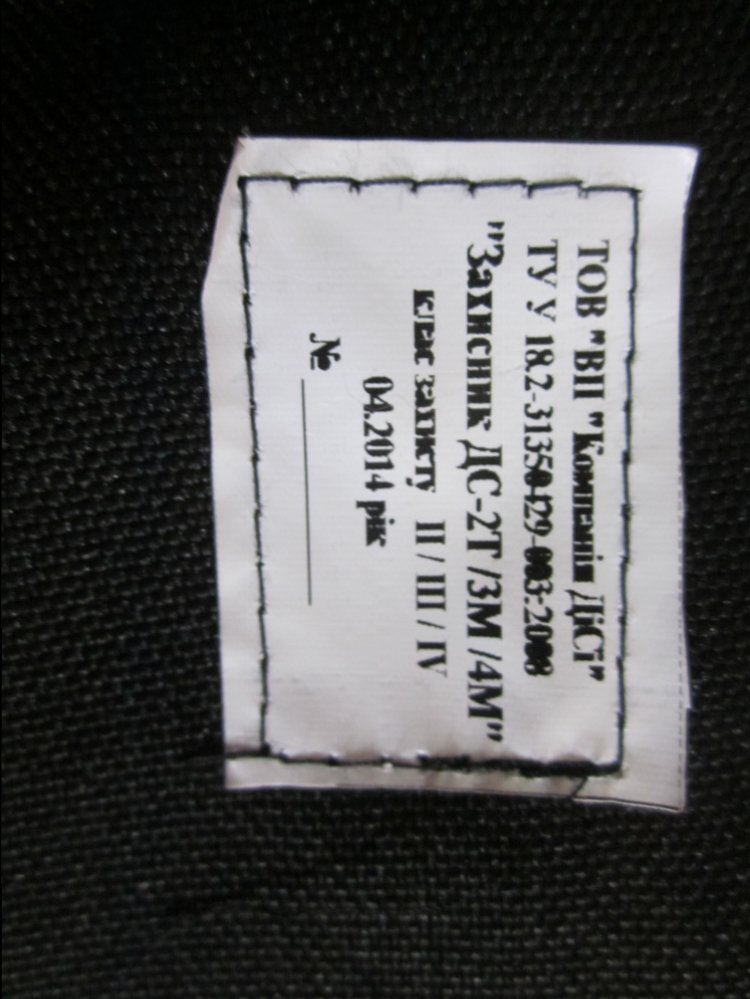 ТОВ "ВП "Компанія ДіСт"
ТУ У 18.2-31350429-003:2008
"Захисник ДС-2Т /3М /4М"
клас захисту II / III / IV
04.2014 рік
№